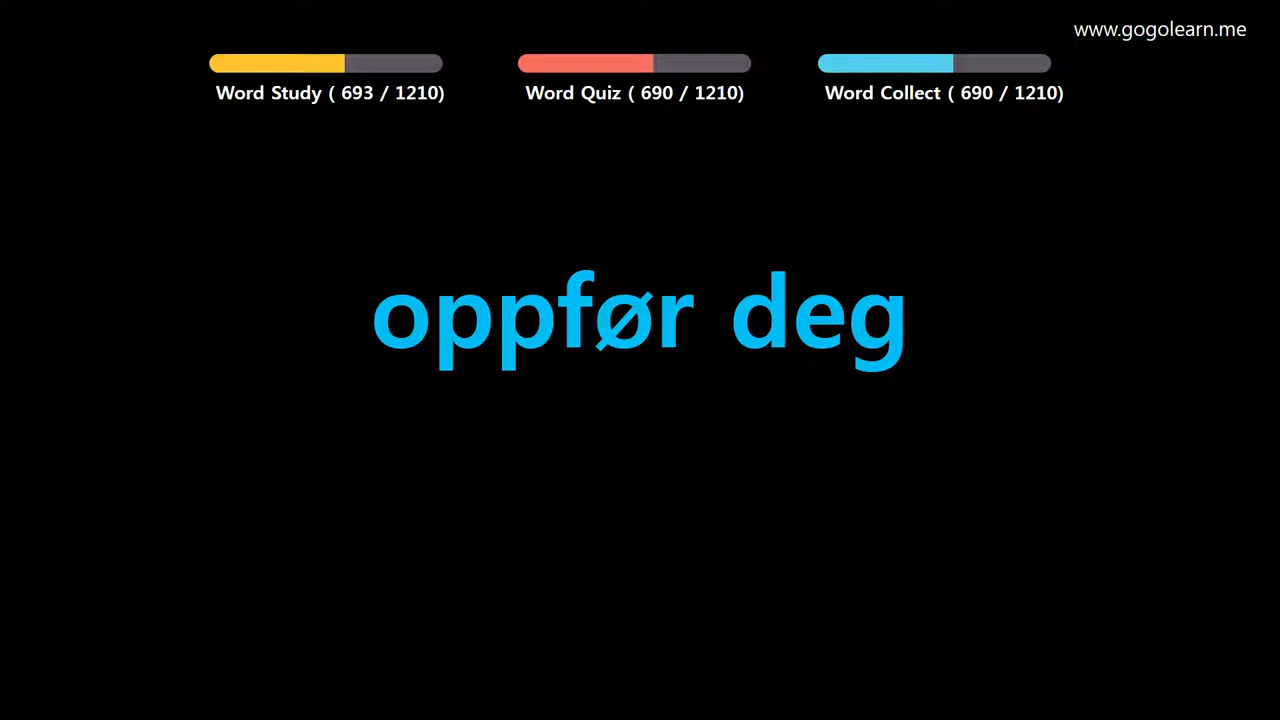 www.gogolearn.me
Word Study ( 693 / 1210)
Word Quiz ( 690 / 1210)
Word Collect ( 690 / 1210)
oppfør deg